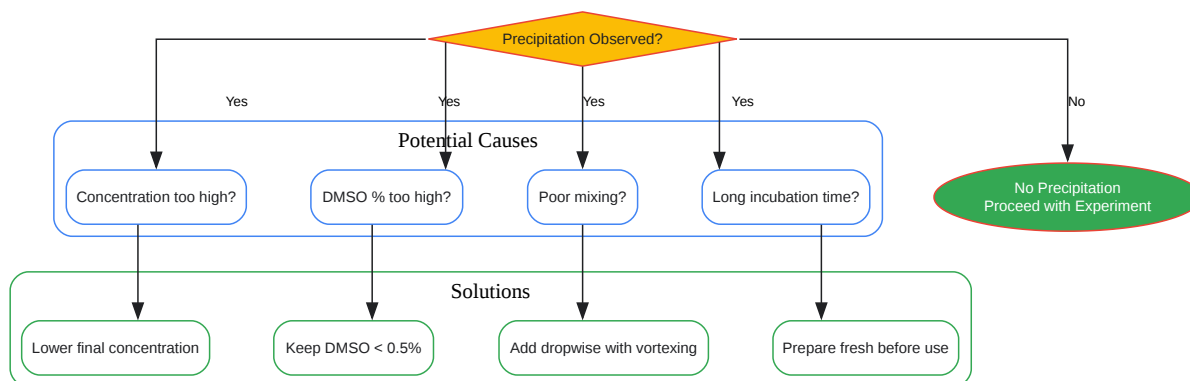 Precipitation Observed?
Yes
Yes
Yes
Yes
No
Potential Causes
Concentration too high?
DMSO % too high?
Poor mixing?
Long incubation time?
No Precipitation
Proceed with Experiment
Solutions
Lower final concentration
Keep DMSO < 0.5%
Add dropwise with vortexing
Prepare fresh before use